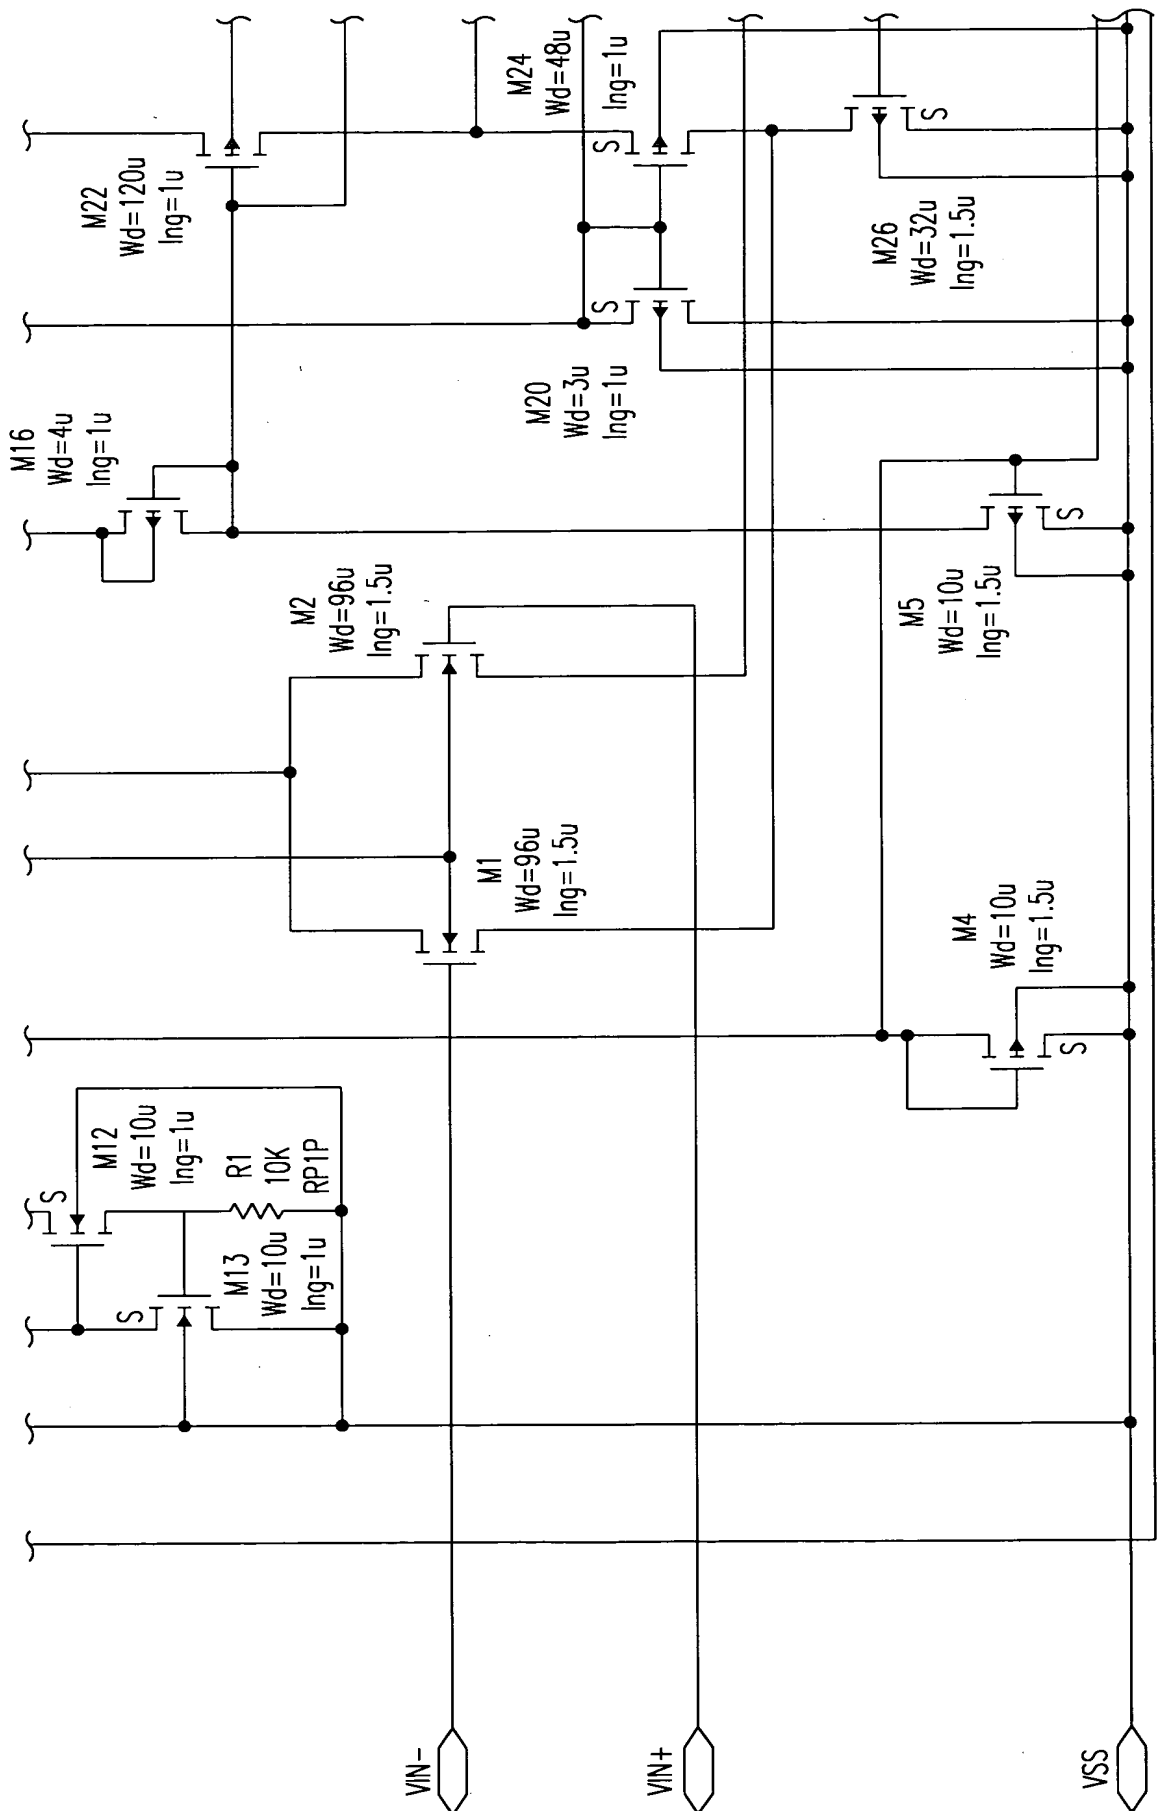 M16
Wd=4u
lng=1u
M22
Wd=120u
lng=1u
M24
Wd=48u
lng=1u
S
M20
Wd=3u
lng=1u
S
M26
Wd=32u
lng=1.5u
S
M2
Wd=96u
lng=1.5u
M1
Wd=96u
lng=1.5u
M5
Wd=10u
lng=1.5u
S
M4
Wd=10u
lng=1.5u
S
M12
Wd=10u
lng=1u
S
R1
10K
RP1P
M13
Wd=10u
lng=1u
S
VIN-
VIN+
VSS